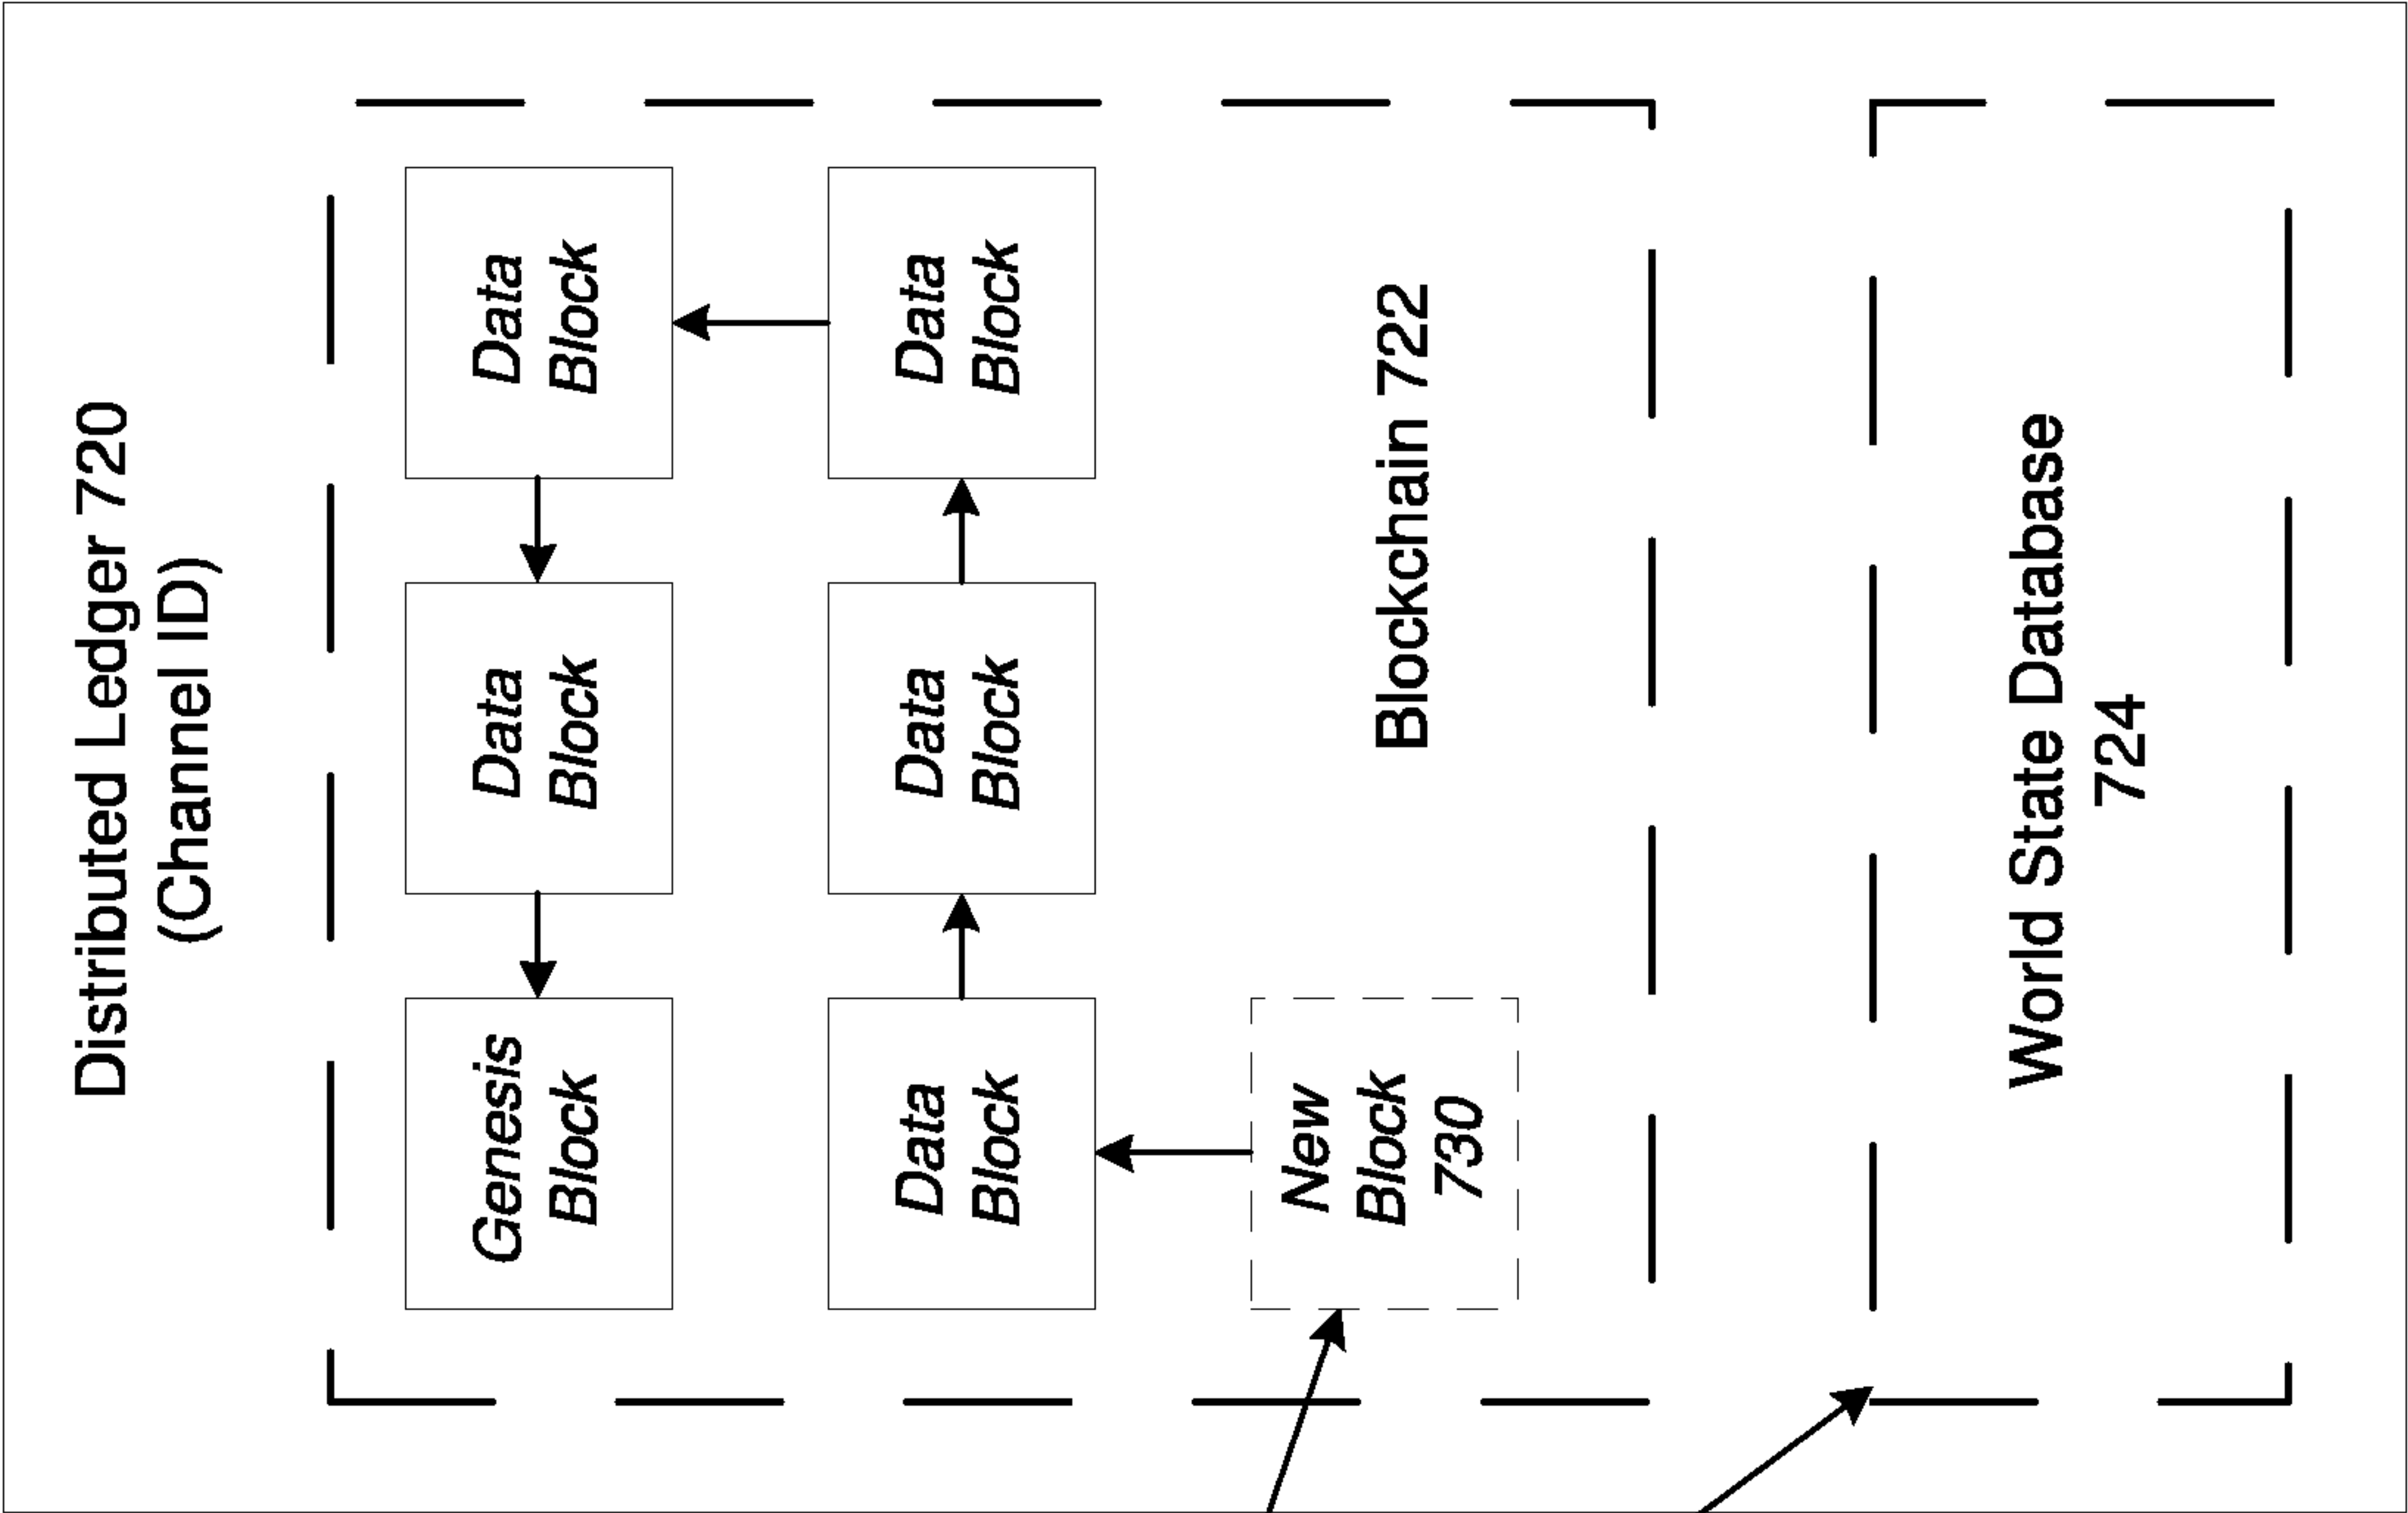 Distributed Ledger 720
(Channel ID)
Genesis
Block
Data
Block
Data
Block
Data
Block
Data
Block
Data
Block
New
Block
730
Blockchain 722
World State Database
724